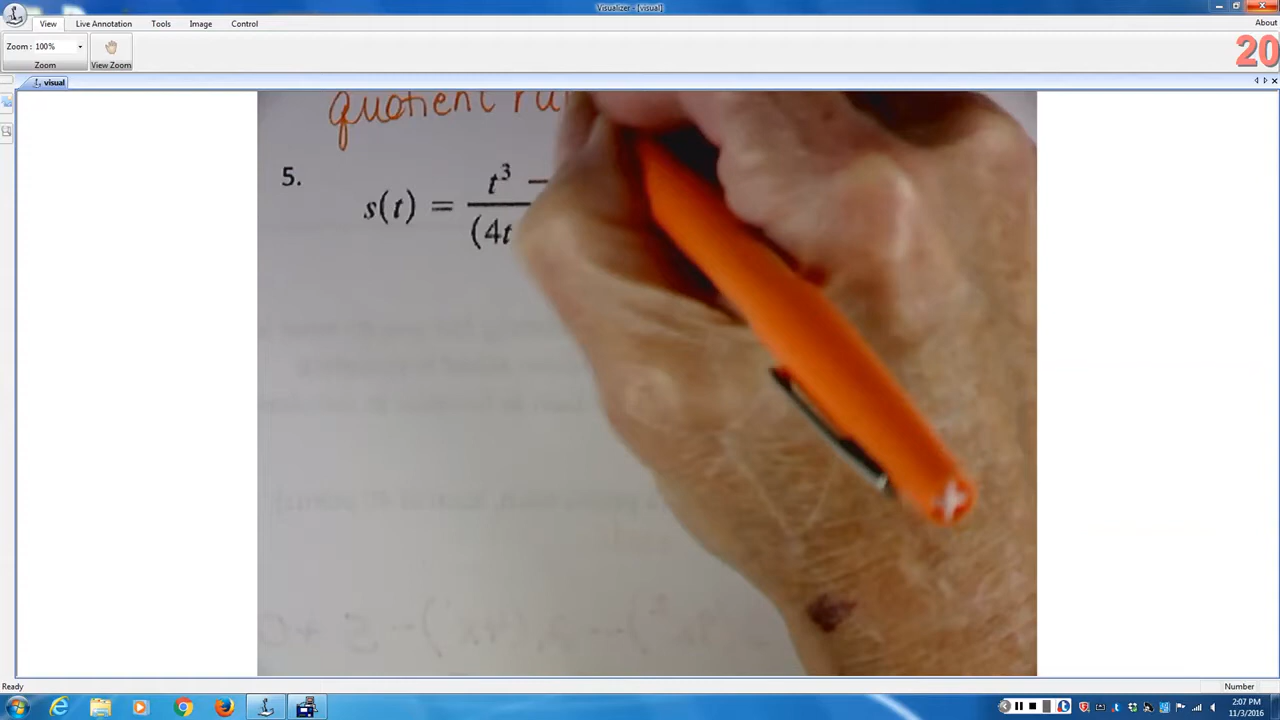 Visualizer - [visual]
View Live Annotation Tools Image Control About
Zoom : 100%
View Zoom
Zoom
20
visual
quotient
5.
s(t) = t³ −
(4t
Ready Number
2:07 PM
11/3/2016